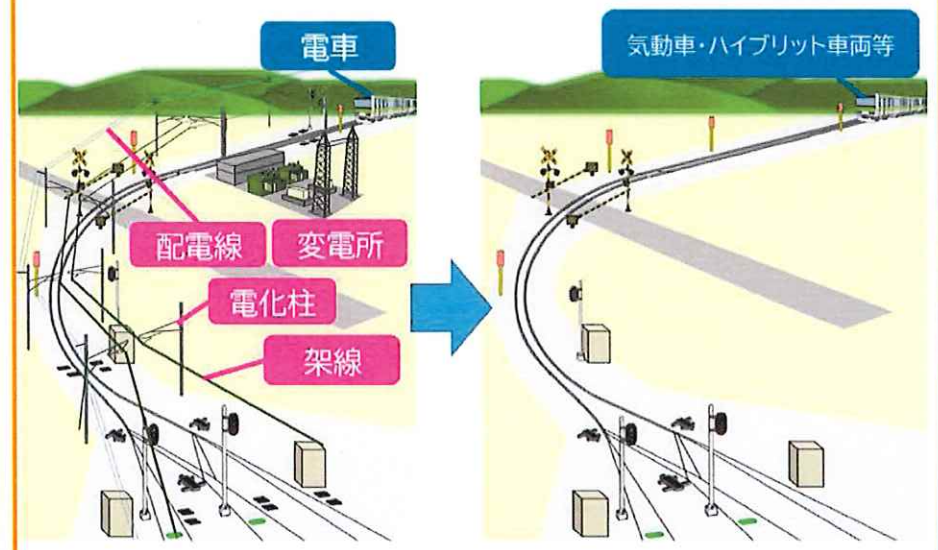 電車
気動車・ハイブリット車両等
配電線
変電所
電化柱
架線